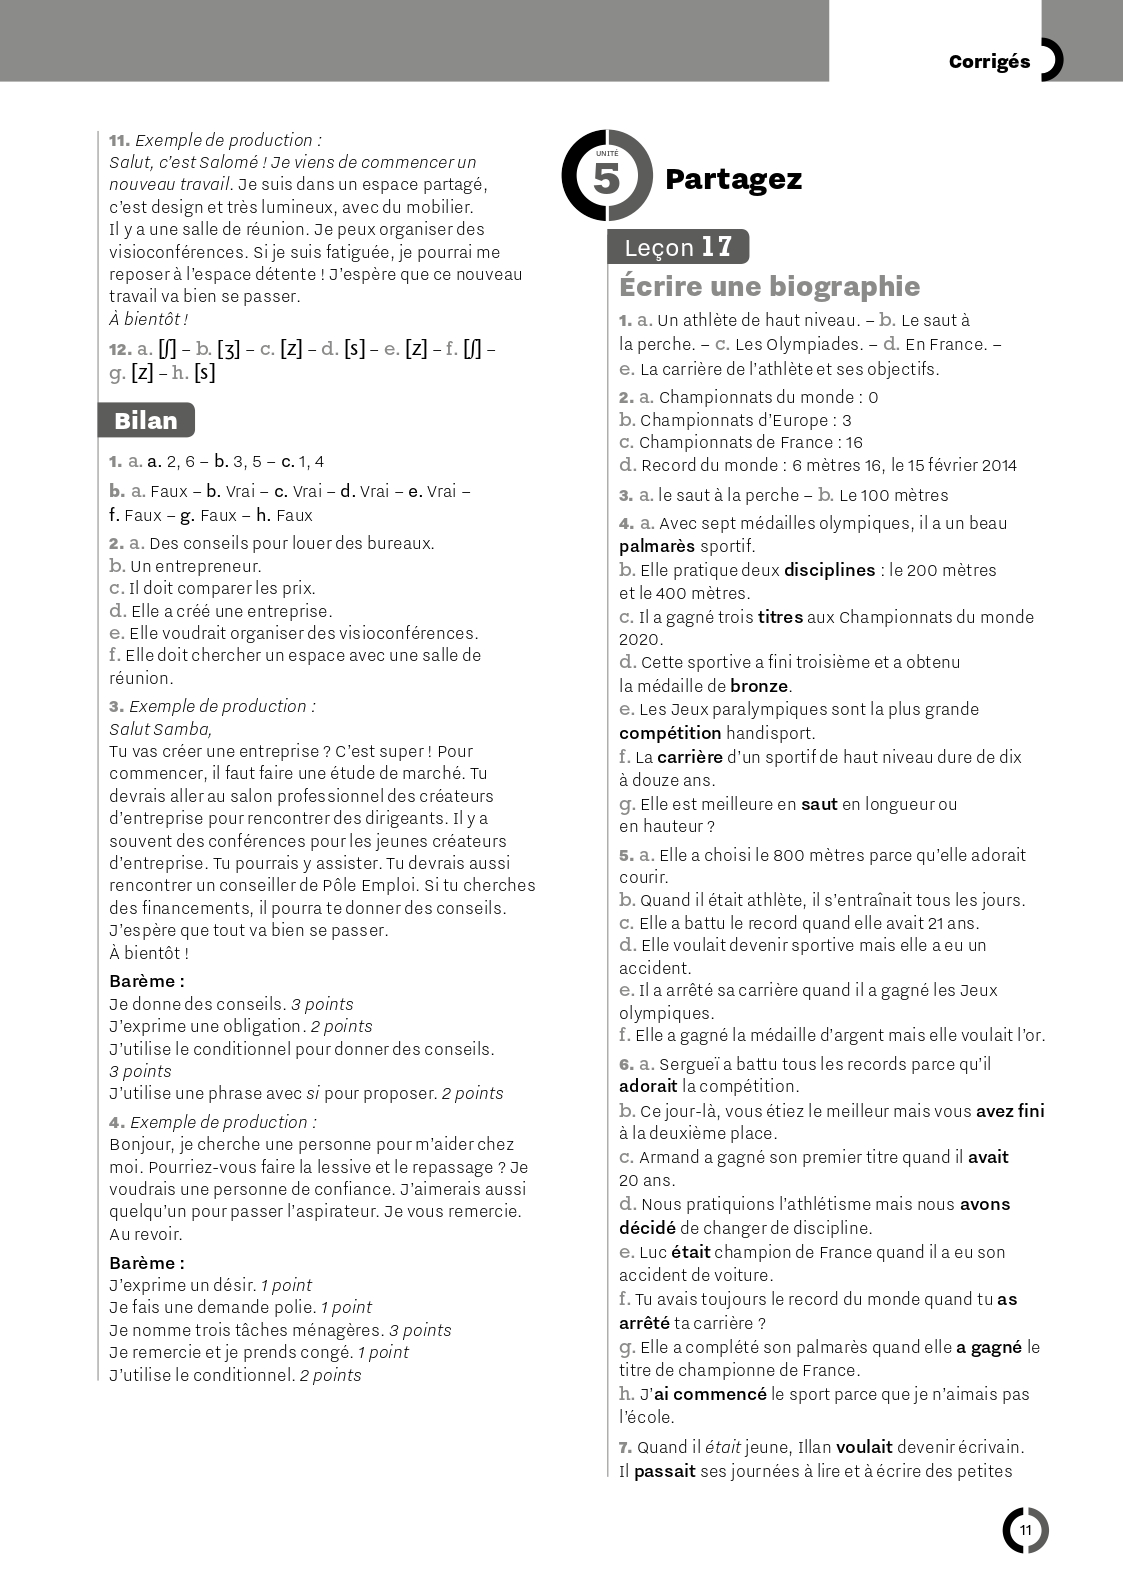 Corrigés
11. Exemple de production :
Salut, c’est Salomé ! Je viens de commencer un
nouveau travail. Je suis dans un espace partagé,
c’est design et très lumineux, avec du mobilier.
Il y a une salle de réunion. Je peux organiser des
visioconférences. Si je suis fatiguée, je pourrai me
reposer à l’espace détente ! J’espère que ce nouveau
travail va bien se passer.
À bientôt !
12. a. [ʃ] – b. [ʒ] – c. [z] – d. [s] – e. [z] – f. [ʃ] –
g. [z] – h. [s]
Bilan
1. a. a. 2, 6 – b. 3, 5 – c. 1, 4
b. a. Faux – b. Vrai – c. Vrai – d. Vrai – e. Vrai –
f. Faux – g. Faux – h. Faux
2. a. Des conseils pour louer des bureaux.
b. Un entrepreneur.
c. Il doit comparer les prix.
d. Elle a créé une entreprise.
e. Elle voudrait organiser des visioconférences.
f. Elle doit chercher un espace avec une salle de
réunion.
3. Exemple de production :
Salut Samba,
Tu vas créer une entreprise ? C’est super ! Pour
commencer, il faut faire une étude de marché. Tu
devrais aller au salon professionnel des créateurs
d’entreprise pour rencontrer des dirigeants. Il y a
souvent des conférences pour les jeunes créateurs
d’entreprise. Tu pourrais y assister. Tu devrais aussi
rencontrer un conseiller de Pôle Emploi. Si tu cherches
des financements, il pourra te donner des conseils.
J’espère que tout va bien se passer.
À bientôt !
Barème :
Je donne des conseils. 3 points
J’exprime une obligation. 2 points
J’utilise le conditionnel pour donner des conseils.
3 points
J’utilise une phrase avec si pour proposer. 2 points
4. Exemple de production :
Bonjour, je cherche une personne pour m’aider chez
moi. Pourriez-vous faire la lessive et le repassage ? Je
voudrais une personne de confiance. J’aimerais aussi
quelqu’un pour passer l’aspirateur. Je vous remercie.
Au revoir.
Barème :
J’exprime un désir. 1 point
Je fais une demande polie. 1 point
Je nomme trois tâches ménagères. 3 points
Je remercie et je prends congé. 1 point
J’utilise le conditionnel. 2 points
UNITÉ
5 Partagez
Leçon 17
Écrire une biographie
1. a. Un athlète de haut niveau. – b. Le saut à
la perche. – c. Les Olympiades. – d. En France. –
e. La carrière de l’athlète et ses objectifs.
2. a. Championnats du monde : 0
b. Championnats d’Europe : 3
c. Championnats de France : 16
d. Record du monde : 6 mètres 16, le 15 février 2014
3. a. le saut à la perche – b. Le 100 mètres
4. a. Avec sept médailles olympiques, il a un beau
palmarès sportif.
b. Elle pratique deux disciplines : le 200 mètres
et le 400 mètres.
c. Il a gagné trois titres aux Championnats du monde
2020.
d. Cette sportive a fini troisième et a obtenu
la médaille de bronze.
e. Les Jeux paralympiques sont la plus grande
compétition handisport.
f. La carrière d’un sportif de haut niveau dure de dix
à douze ans.
g. Elle est meilleure en saut en longueur ou
en hauteur ?
5. a. Elle a choisi le 800 mètres parce qu’elle adorait
courir.
b. Quand il était athlète, il s’entraînait tous les jours.
c. Elle a battu le record quand elle avait 21 ans.
d. Elle voulait devenir sportive mais elle a eu un
accident.
e. Il a arrêté sa carrière quand il a gagné les Jeux
olympiques.
f. Elle a gagné la médaille d’argent mais elle voulait l’or.
6. a. Sergueï a battu tous les records parce qu’il
adorait la compétition.
b. Ce jour-là, vous étiez le meilleur mais vous avez fini
à la deuxième place.
c. Armand a gagné son premier titre quand il avait
20 ans.
d. Nous pratiquions l’athlétisme mais nous avons
décidé de changer de discipline.
e. Luc était champion de France quand il a eu son
accident de voiture.
f. Tu avais toujours le record du monde quand tu as
arrêté ta carrière ?
g. Elle a complété son palmarès quand elle a gagné le
titre de championne de France.
h. J’ai commencé le sport parce que je n’aimais pas
l’école.
7. Quand il était jeune, Illan voulait devenir écrivain.
Il passait ses journées à lire et à écrire des petites
11